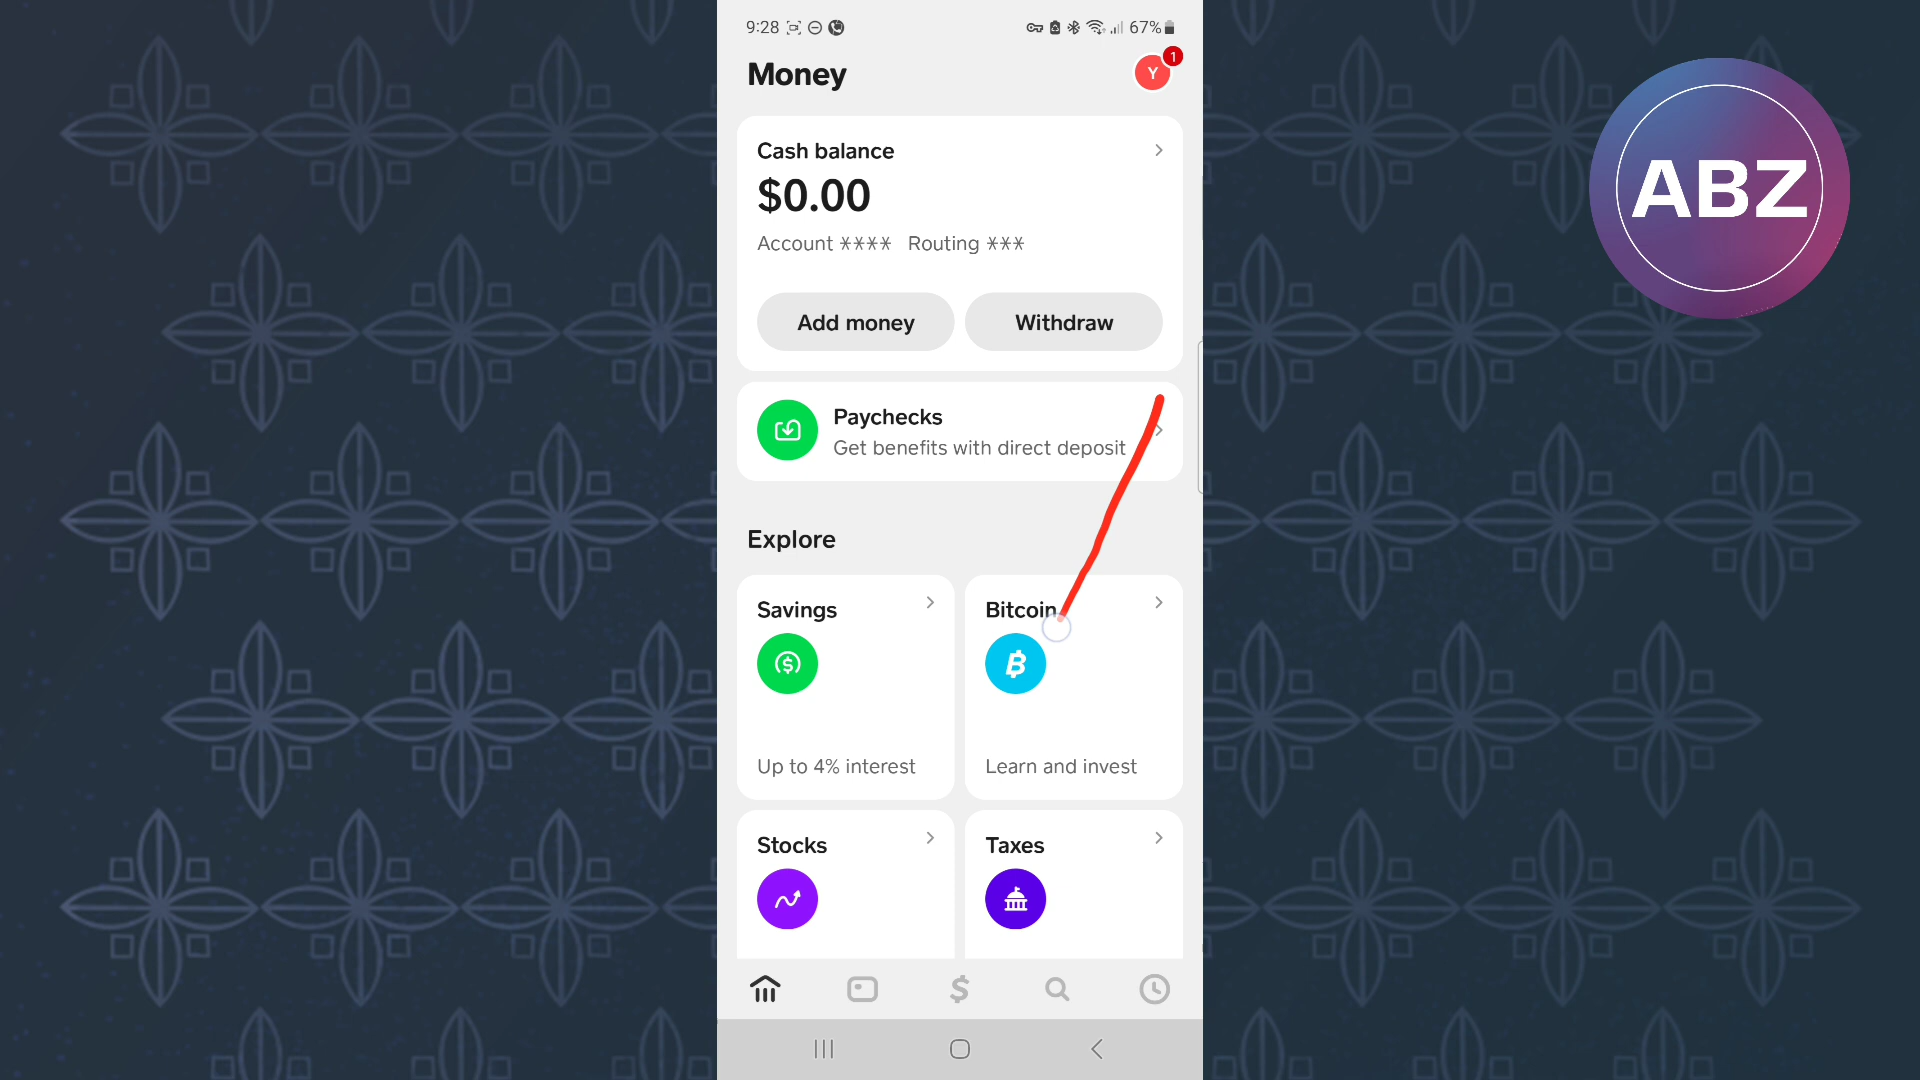 9:28
67%
Money
Y
1
Cash balance
$0.00
Account **** Routing ***
Add money
Withdraw
Paychecks
Get benefits with direct deposit
Explore
Savings
Up to 4% interest
Bitcoin
Learn and invest
Stocks
Taxes
ABZ